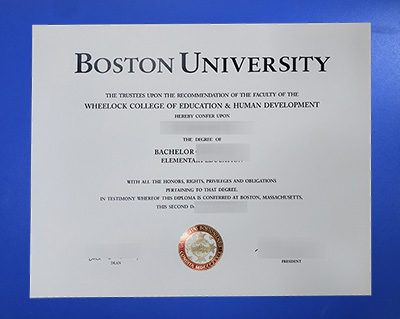 BOSTON UNIVERSITY
THE TRUSTEES UPON THE RECOMMENDATION OF THE FACULTY OF THE
WHEELOCK COLLEGE OF EDUCATION & HUMAN DEVELOPMENT
HEREBY CONFER UPON
THE DEGREE OF
BACHELOR
WITH ALL THE HONORS, RIGHTS, PRIVILEGES AND OBLIGATIONS
PERTAINING TO THAT DEGREE.
IN TESTIMONY WHEREOF THIS DIPLOMA IS CONFERRED AT BOSTON, MASSACHUSETTS,
THIS SECOND
DEAN
PRESIDENT